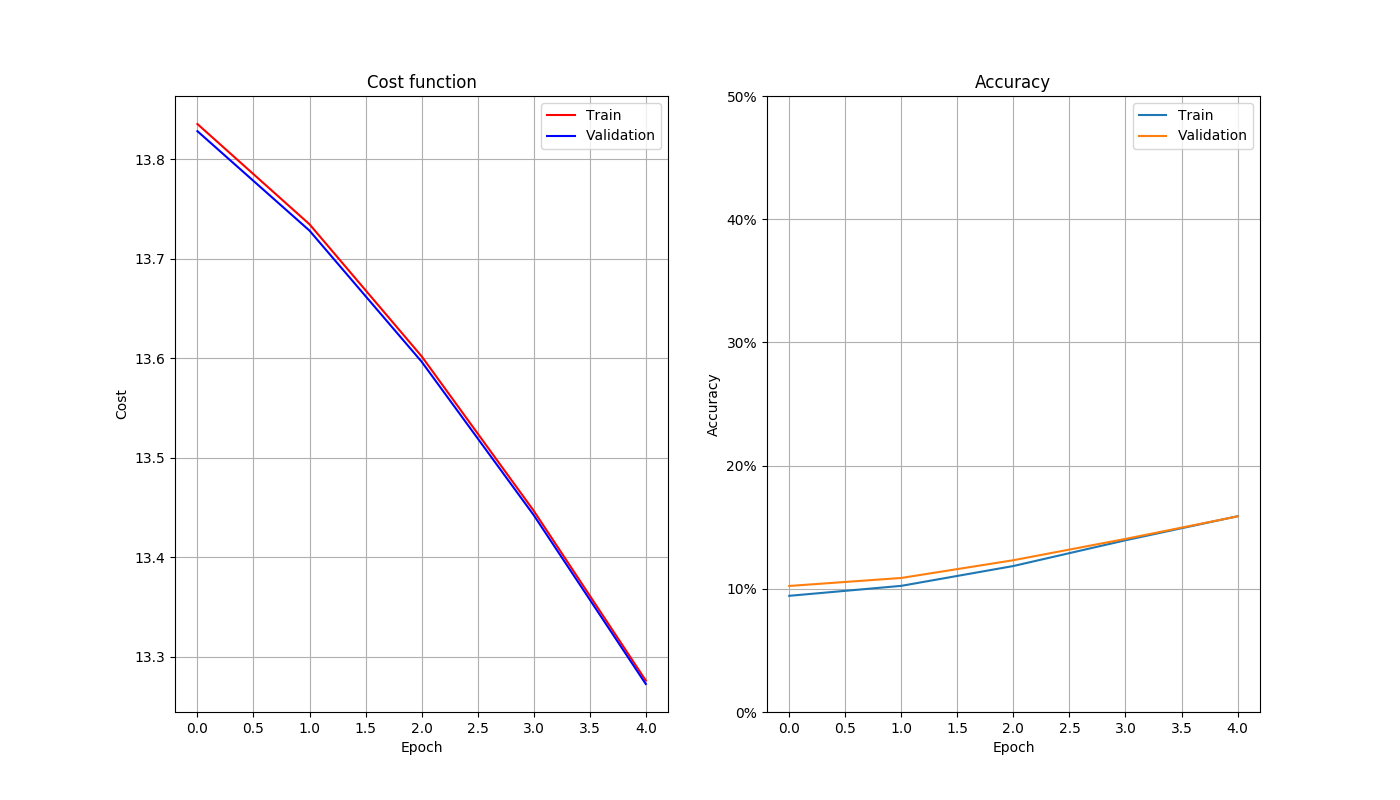 Cost function
Train
Validation
13.8
13.7
13.6
13.5
13.4
13.3
Cost
0.0 0.5 1.0 1.5 2.0 2.5 3.0 3.5 4.0
Epoch
Accuracy
Train
Validation
50%
40%
30%
20%
10%
0%
Accuracy
0.0 0.5 1.0 1.5 2.0 2.5 3.0 3.5 4.0
Epoch